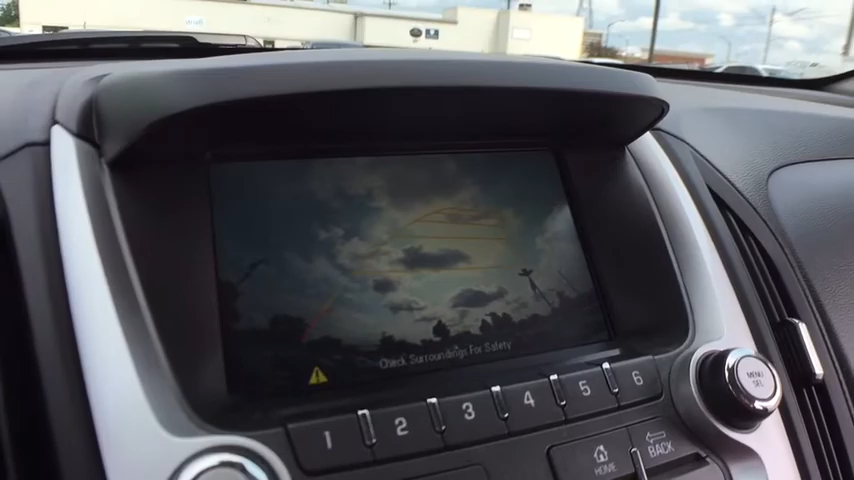 Check Surroundings For Safety
1 2 3 4 5 6
MENU
SEL
HOME
BACK